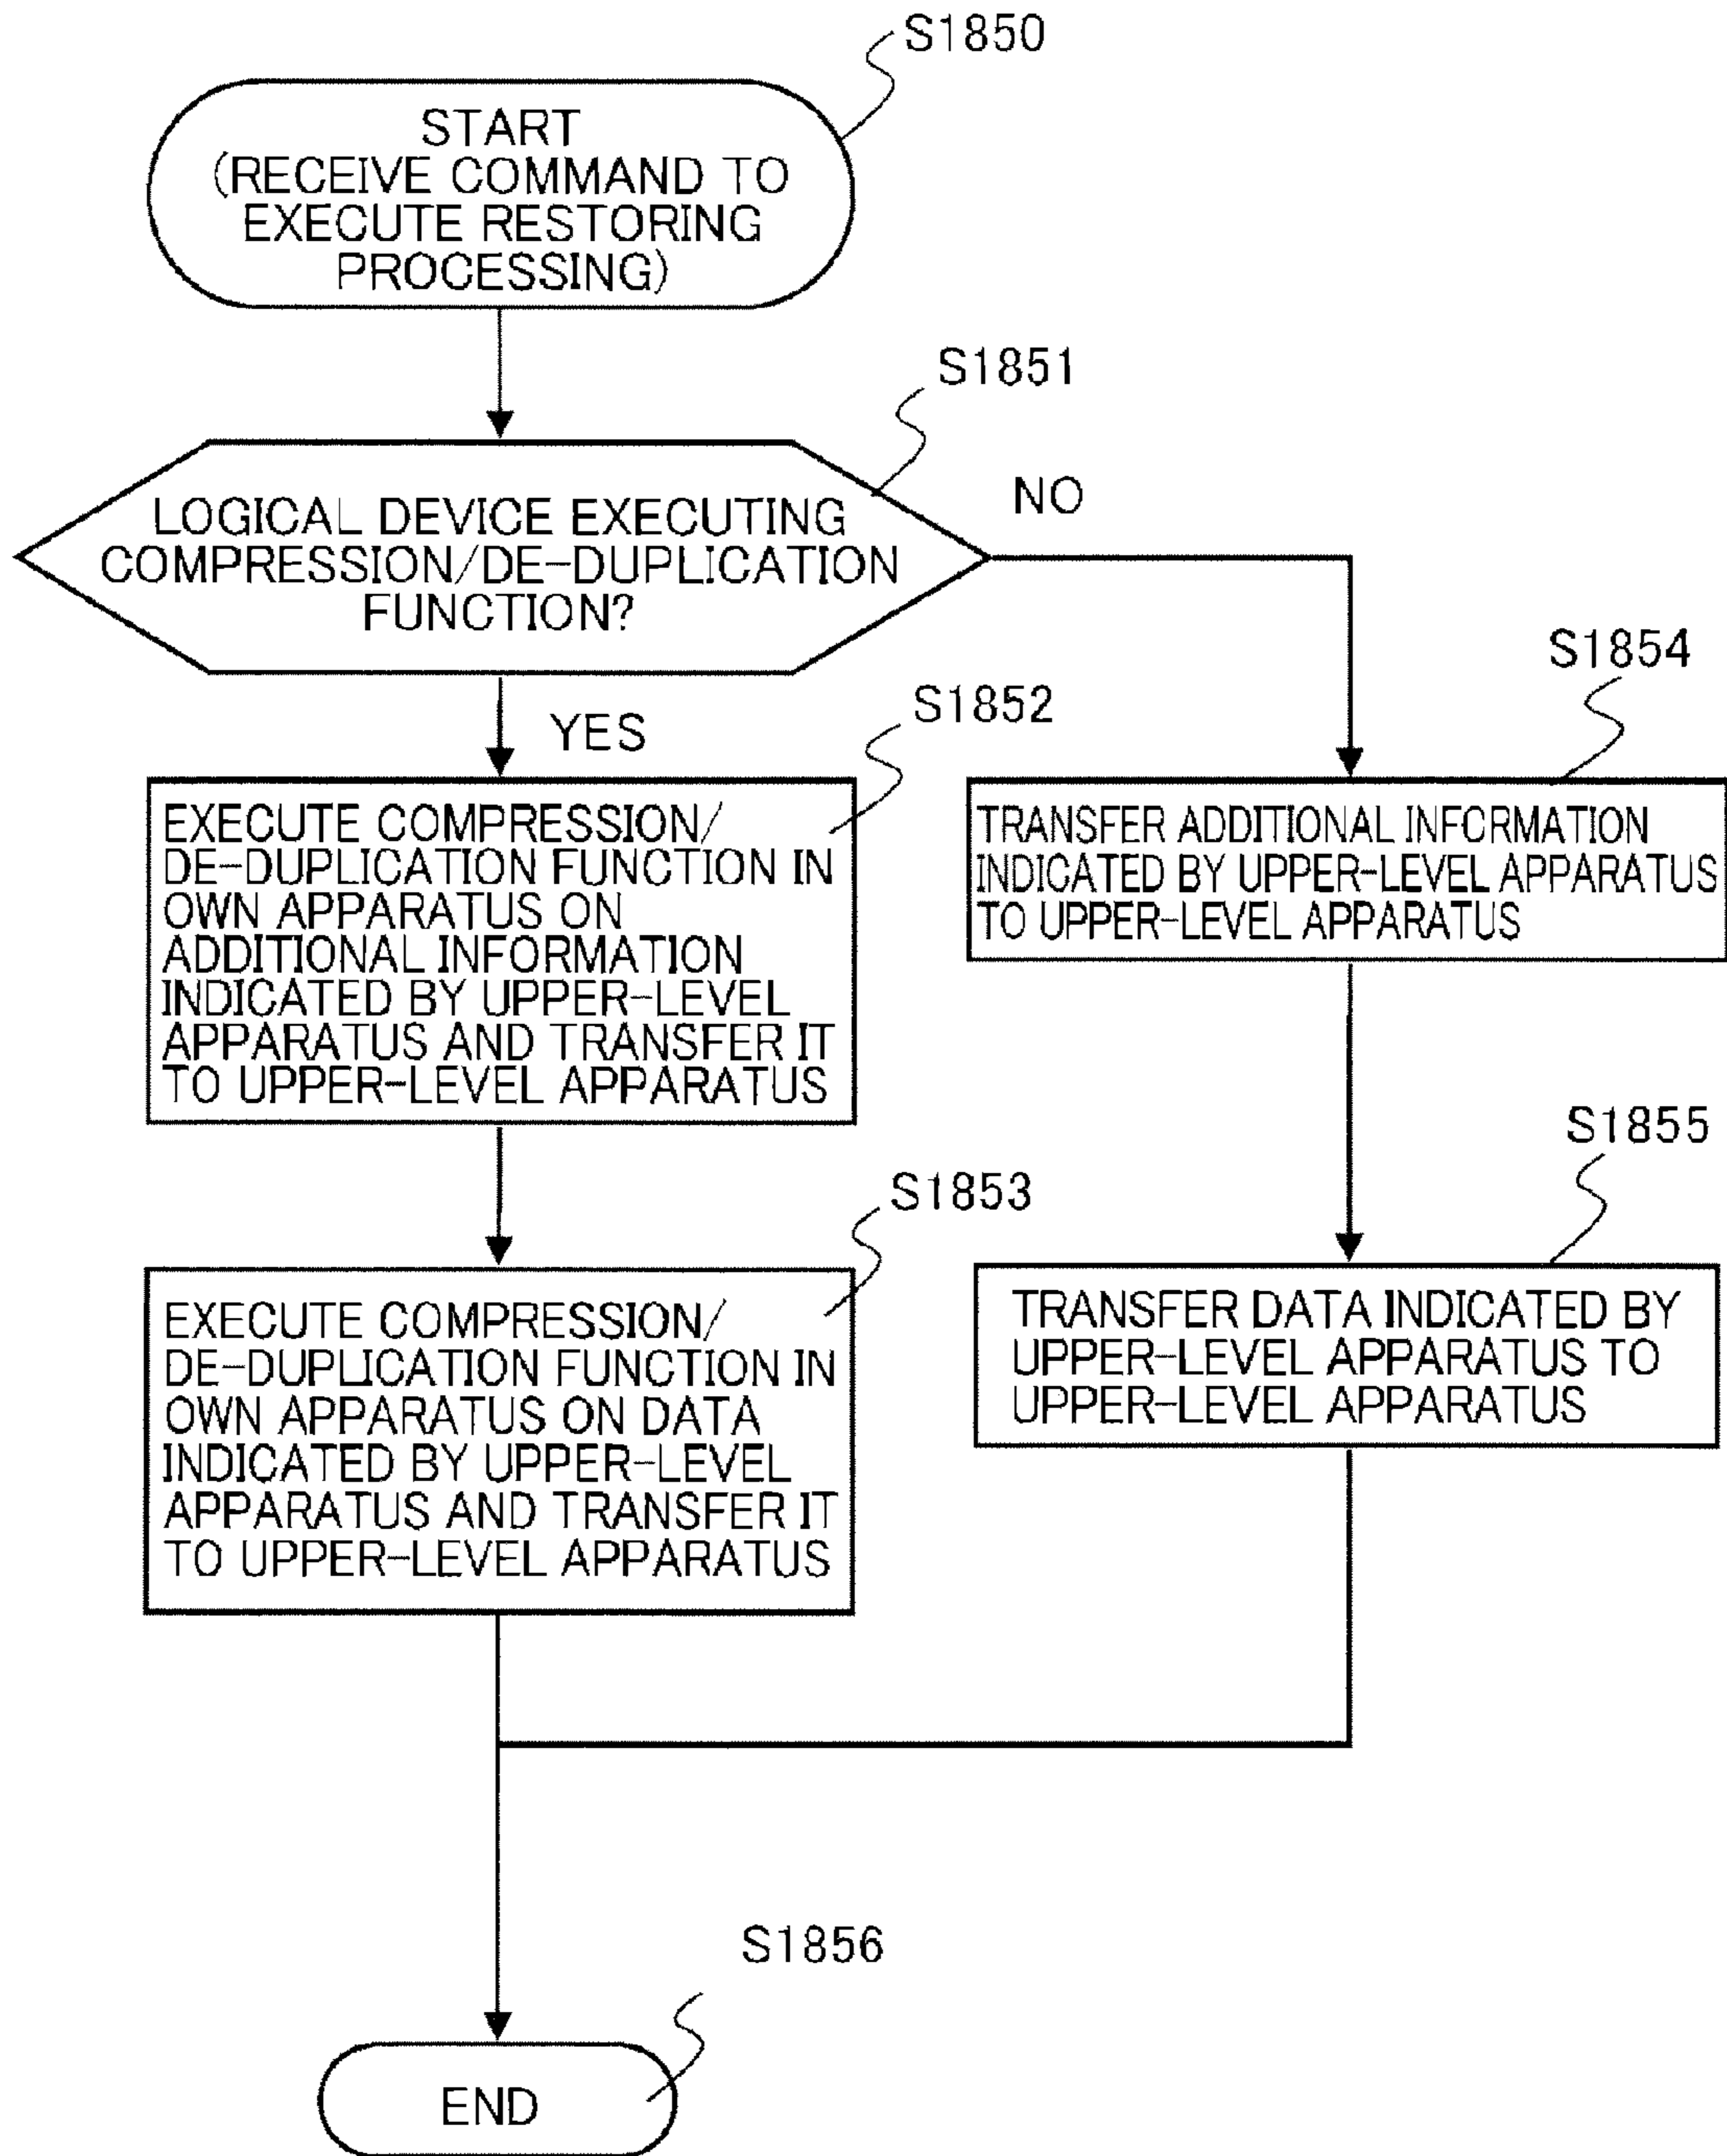 S1850
START
(RECEIVE COMMAND TO
EXECUTE RESTORING
PROCESSING)
S1851
LOGICAL DEVICE EXECUTING
COMPRESSION/DE-DUPLICATION
FUNCTION?
NO
YES
S1852
EXECUTE COMPRESSION/
DE-DUPLICATION FUNCTION IN
OWN APPARATUS ON
ADDITIONAL INFORMATION
INDICATED BY UPPER-LEVEL
APPARATUS AND TRANSFER IT
TO UPPER-LEVEL APPARATUS
S1854
TRANSFER ADDITIONAL INFORMATION
INDICATED BY UPPER-LEVEL APPARATUS
TO UPPER-LEVEL APPARATUS
S1853
EXECUTE COMPRESSION/
DE-DUPLICATION FUNCTION IN
OWN APPARATUS ON DATA
INDICATED BY UPPER-LEVEL
APPARATUS AND TRANSFER IT
TO UPPER-LEVEL APPARATUS
S1855
TRANSFER DATA INDICATED BY
UPPER-LEVEL APPARATUS TO
UPPER-LEVEL APPARATUS
S1856
END